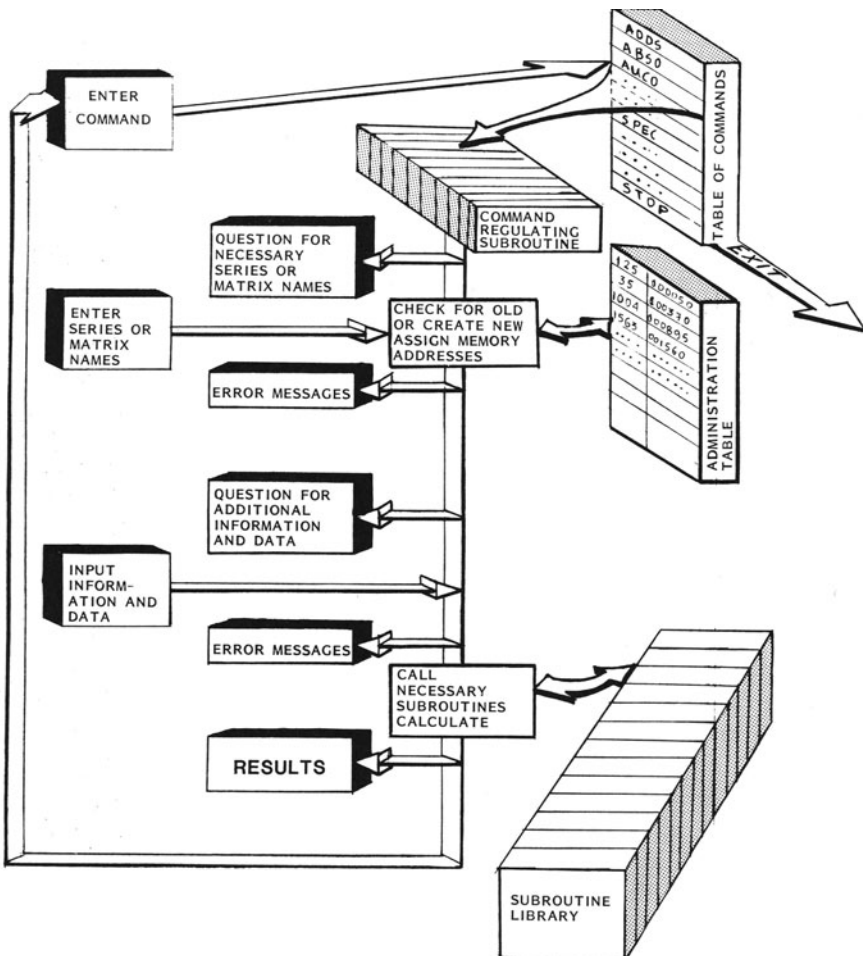 ENTER
COMMAND
ADDS
ABSO
AUCO
SPEC
STOP
TABLE OF COMMANDS
EXIT
COMMAND
REGULATING
SUBROUTINE
QUESTION FOR
NECESSARY
SERIES OR
MATRIX NAMES
ENTER
SERIES OR
MATRIX
NAMES
CHECK FOR OLD
OR CREATE NEW
ASSIGN MEMORY
ADDRESSES
125 000050
35 000370
1004 000895
1563 001560
ADMINISTRATION
TABLE
ERROR MESSAGES
QUESTION FOR
ADDITIONAL
INFORMATION
AND DATA
INPUT
INFORM-
ATION AND
DATA
ERROR MESSAGES
CALL
NECESSARY
SUBROUTINES
CALCULATE
RESULTS
SUBROUTINE
LIBRARY